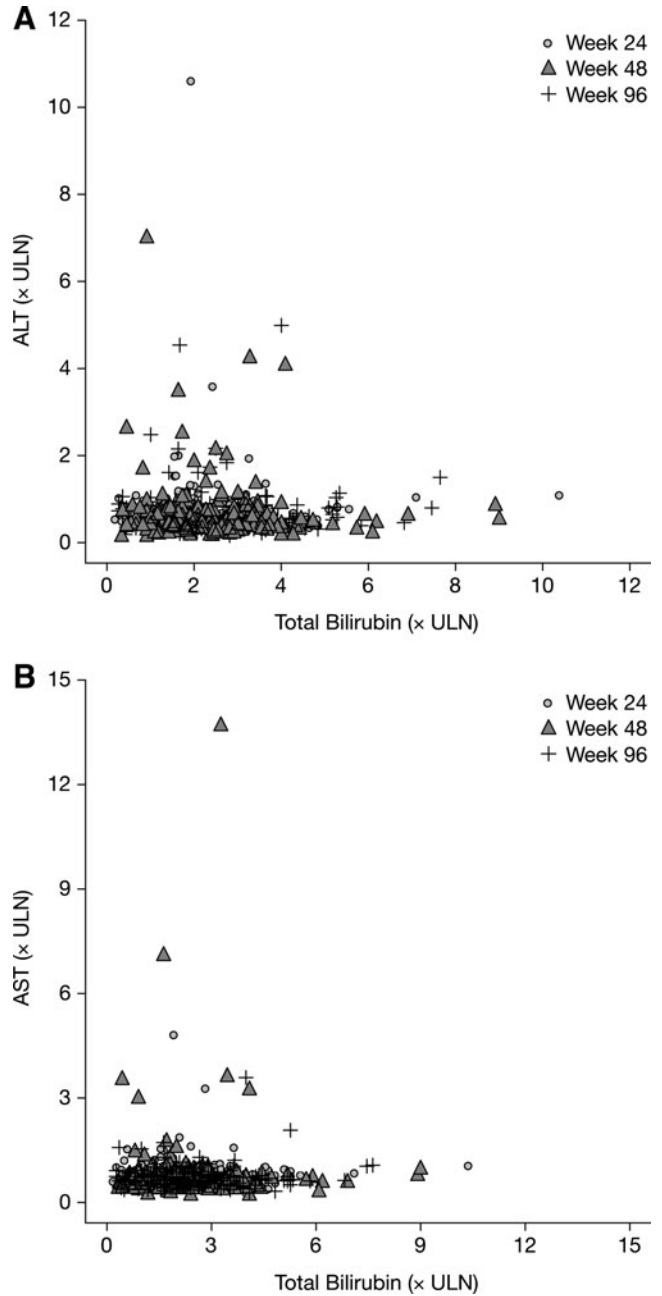 A
12
10
8
6
4
2
0
ALT (× ULN)
Week 24
Week 48
Week 96
0 2 4 6 8 10 12
Total Bilirubin (× ULN)
B
15
12
9
6
3
0
AST (× ULN)
Week 24
Week 48
Week 96
0 3 6 9 12 15
Total Bilirubin (× ULN)